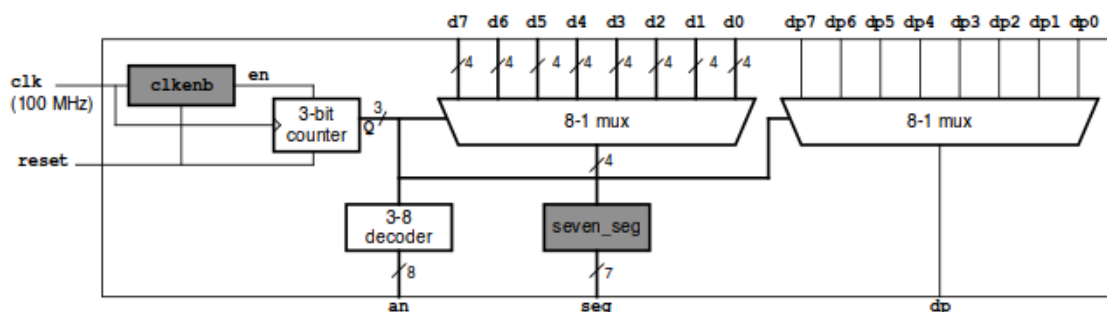 d7 d6 d5 d4 d3 d2 d1 d0 dp7 dp6 dp5 dp4 dp3 dp2 dp1 dp0
4 4 4 4 4 4 4 4
clk
(100 MHz)
clkenb
en
3-bit
counter
Q
3
8-1 mux
8-1 mux
reset
4
3-8
decoder
seven_seg
8
7
an seg dp